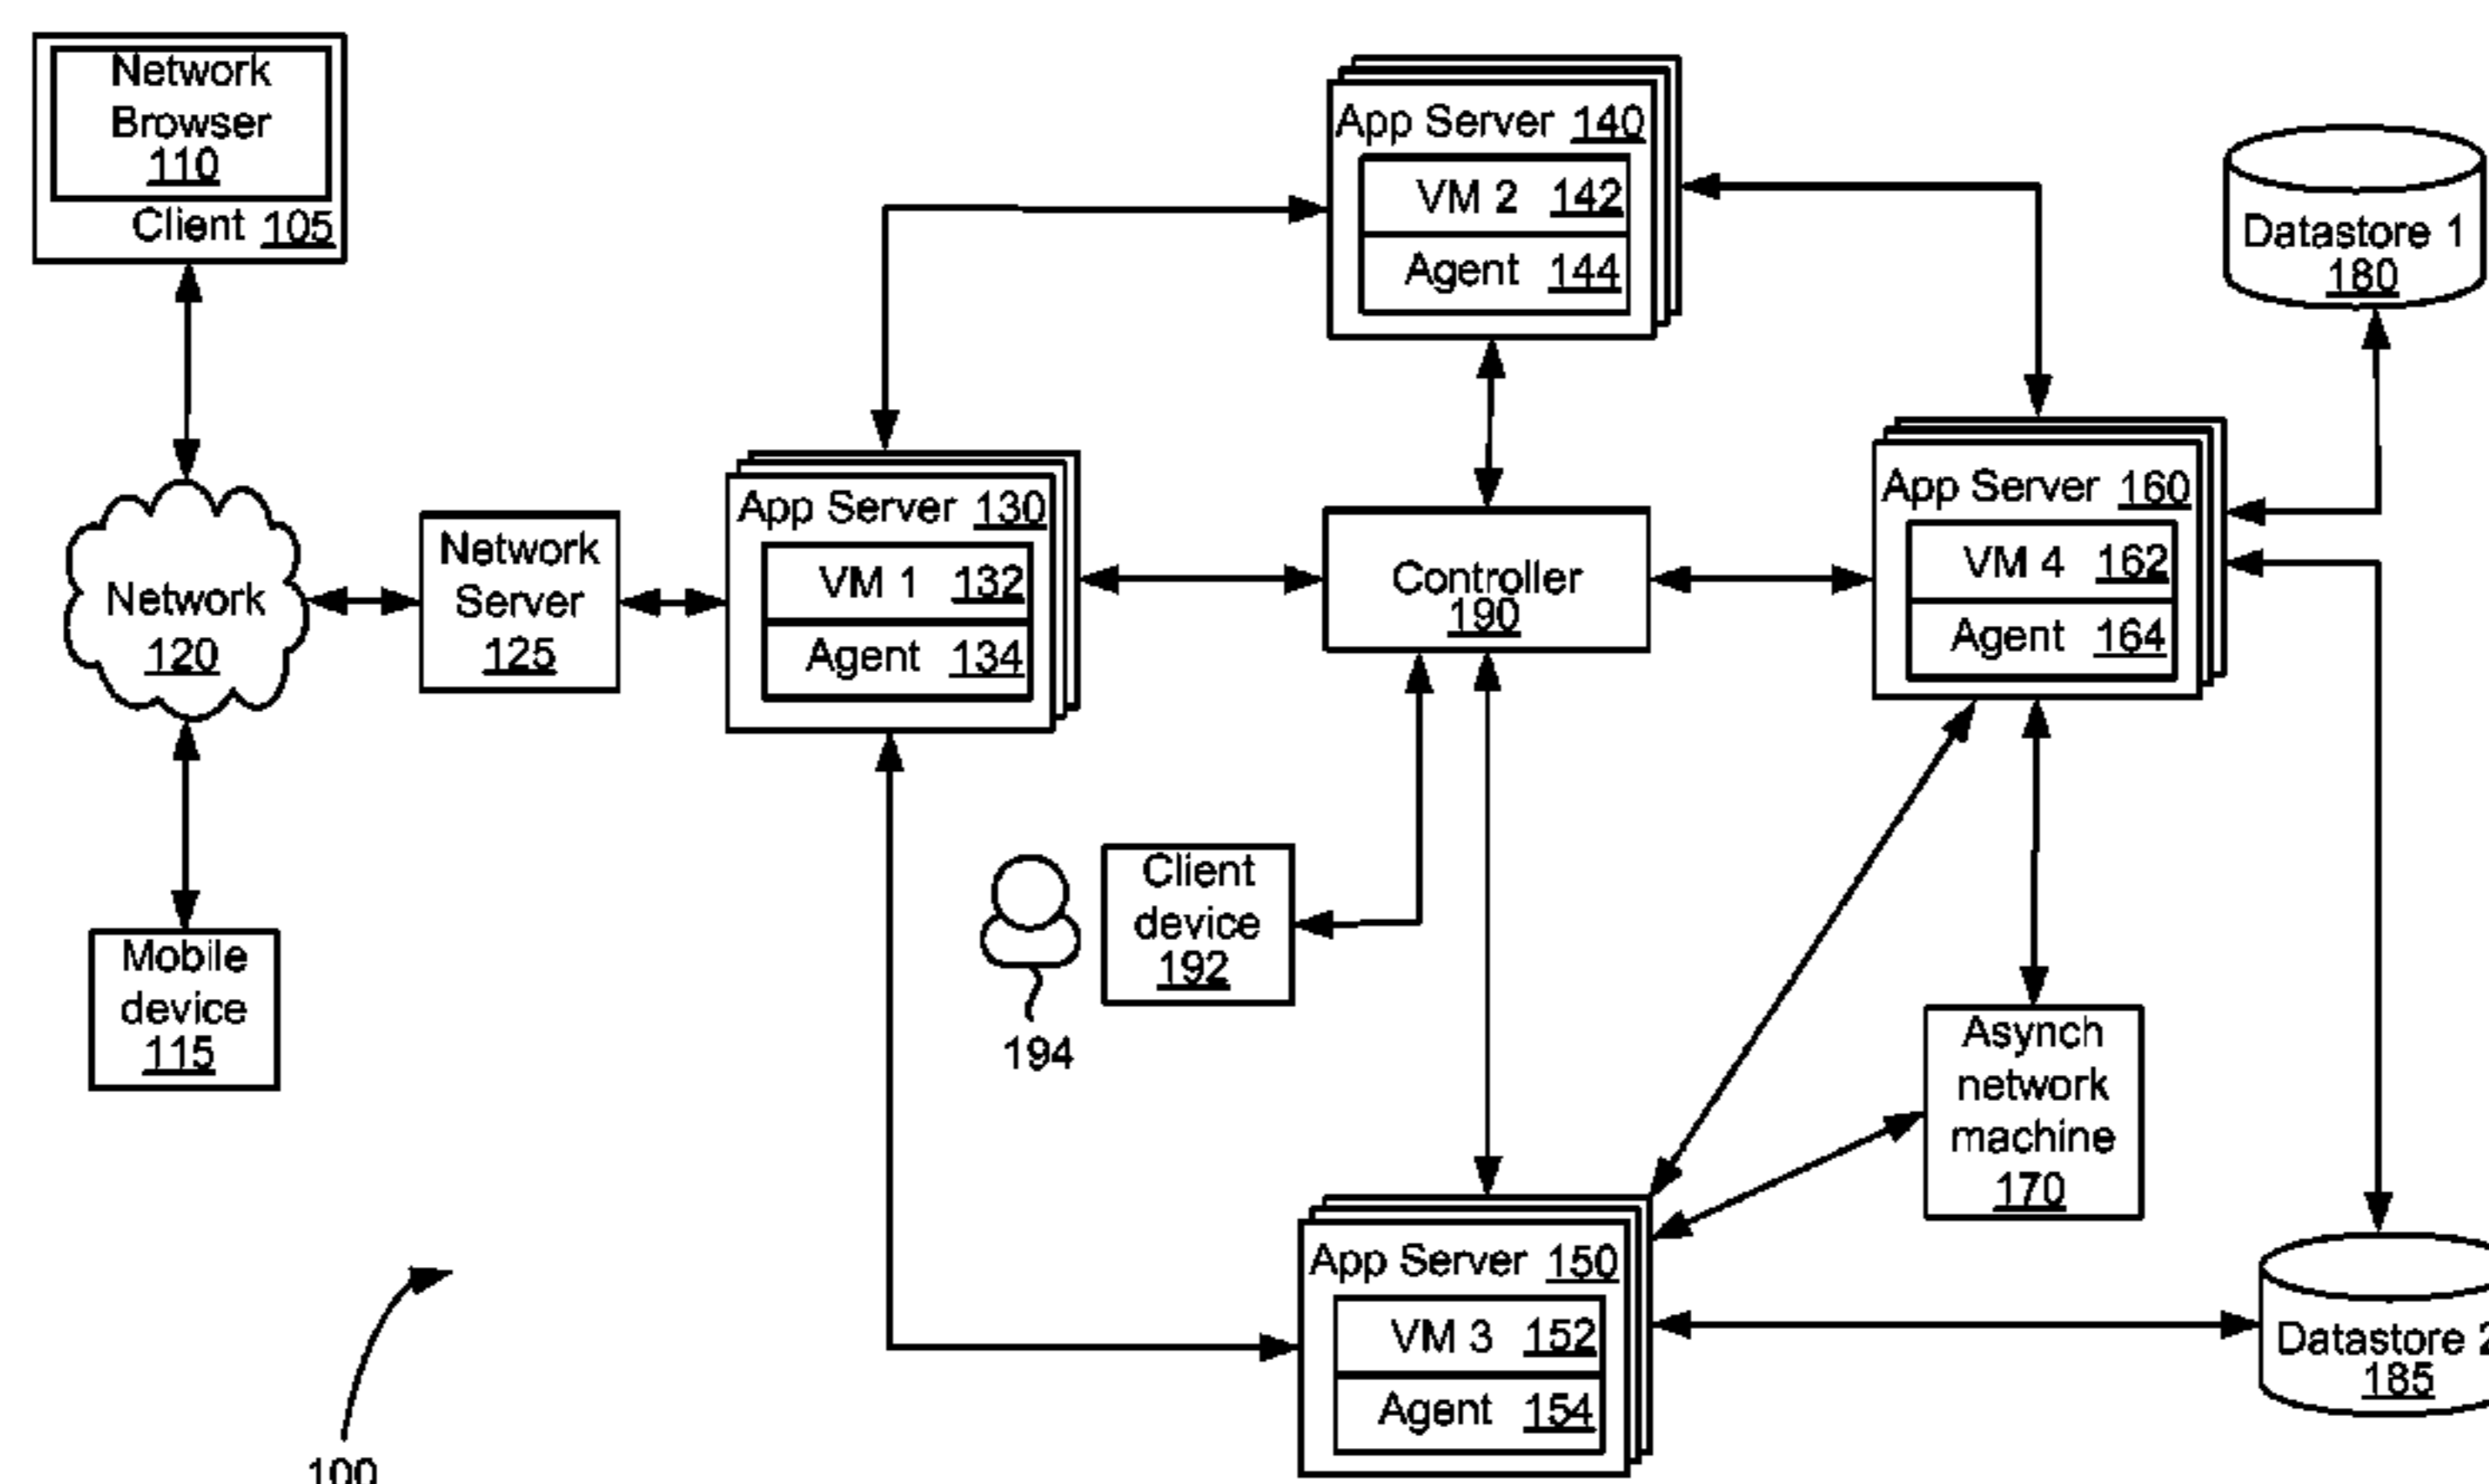 Network
Browser
110
Client 105
App Server 140
VM 2 142
Agent 144
Datastore 1
180
Network
120
Network
Server
125
App Server 130
VM 1 132
Agent 134
Controller
190
App Server 160
VM 4 162
Agent 164
Mobile
device
115
194
Client
device
192
Asynch
network
machine
170
App Server 150
VM 3 152
Agent 154
Datastore 2
185
100